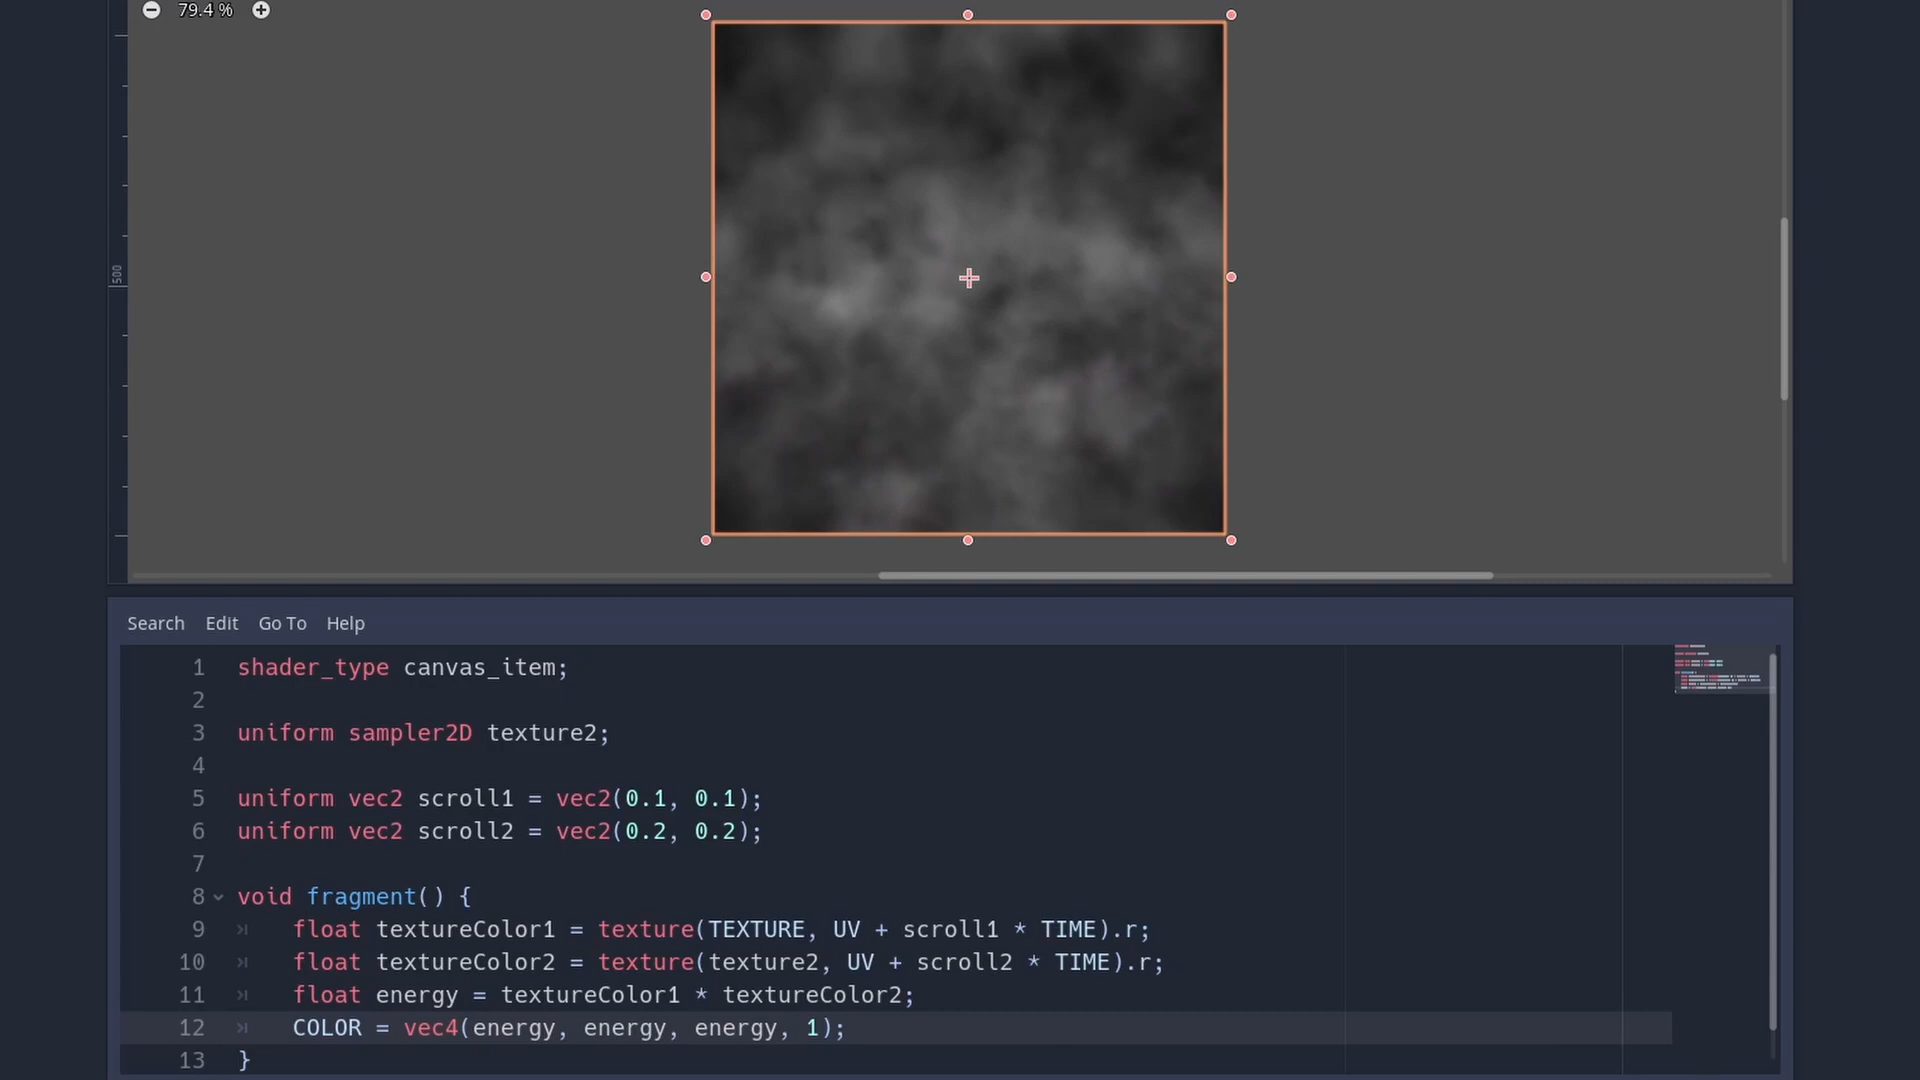 79.4 %
500
Search Edit Go To Help
1 shader_type canvas_item;
2
3 uniform sampler2D texture2;
4
5 uniform vec2 scroll1 = vec2(0.1, 0.1);
6 uniform vec2 scroll2 = vec2(0.2, 0.2);
7
8 void fragment() {
9 float textureColor1 = texture(TEXTURE, UV + scroll1 * TIME).r;
10 float textureColor2 = texture(texture2, UV + scroll2 * TIME).r;
11 float energy = textureColor1 * textureColor2;
12 COLOR = vec4(energy, energy, energy, 1);
13 }